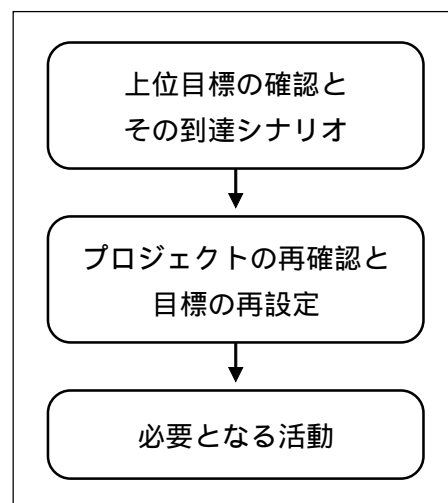 上位目標の確認と
その到達シナリオ
プロジェクトの再確認と
目標の再設定
必要となる活動